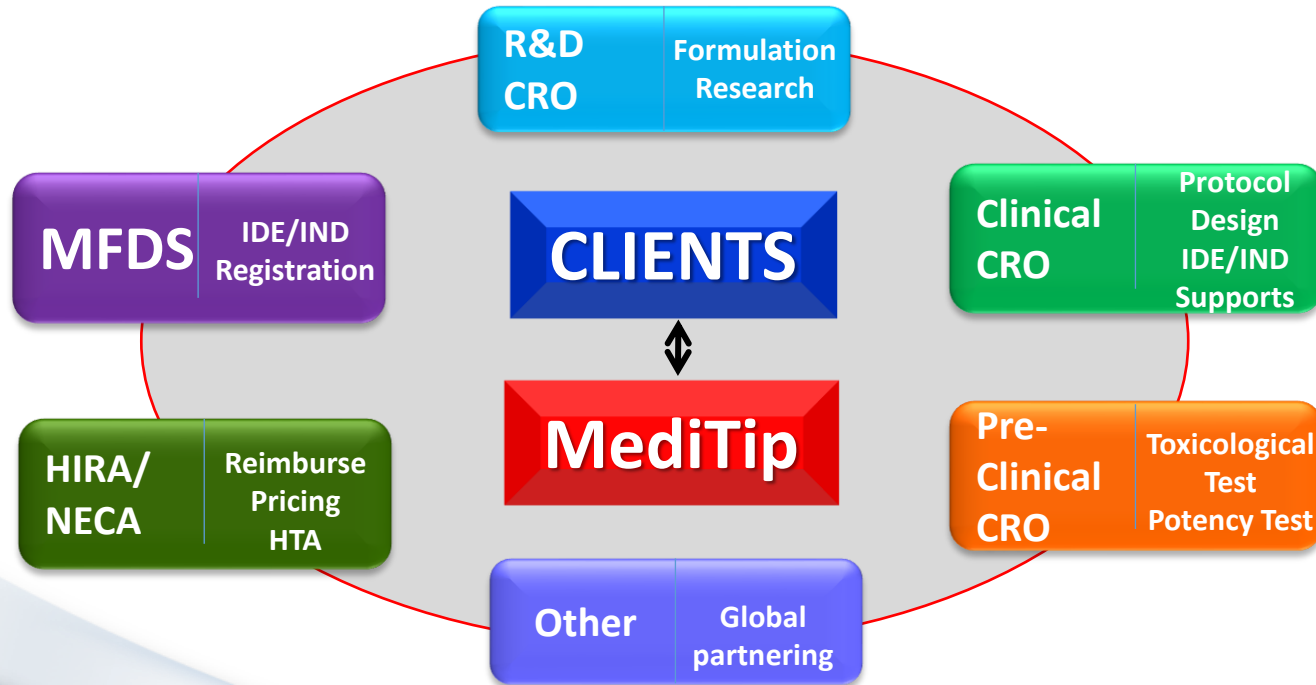 R&D
CRO
Formulation
Research
MFDS
IDE/IND
Registration
CLIENTS
Clinical
CRO
Protocol
Design
IDE/IND
Supports
MediTip
HIRA/
NECA
Reimburse
Pricing
HTA
Pre-
Clinical
CRO
Toxicological
Test
Potency Test
Other
Global
partnering